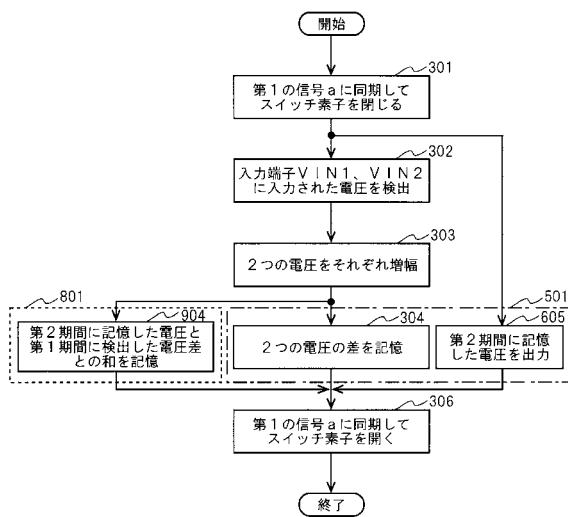 開始
301
第１の信号ａに同期して
スイッチ素子を閉じる
302
入力端子ＶＩＮ１、ＶＩＮ２
に入力された電圧を検出
303
２つの電圧をそれぞれ増幅
801
501
904
第２期間に記憶した電圧と
第１期間に検出した電圧差
との和を記憶
304
２つの電圧の差を記憶
605
第２期間に記憶
した電圧を出力
306
第１の信号ａに同期して
スイッチ素子を開く
終了